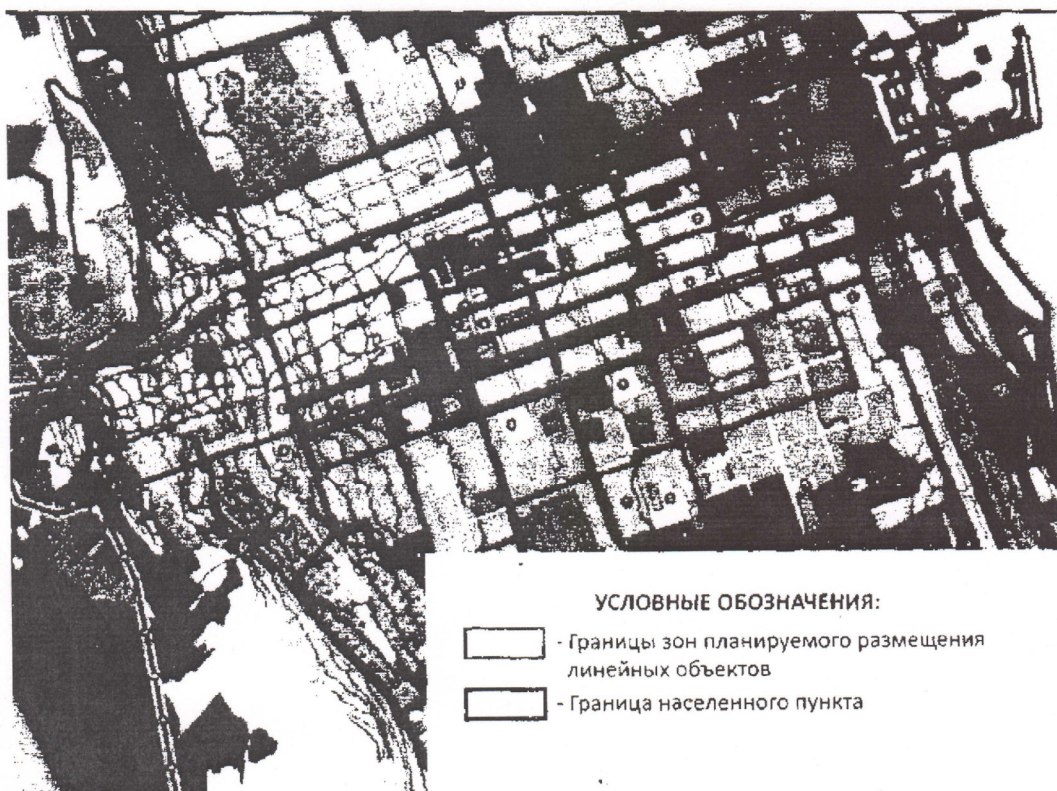 УСЛОВНЫЕ ОБОЗНАЧЕНИЯ:
- Границы зон планируемого размещения
линейных объектов
- Граница населенного пункта